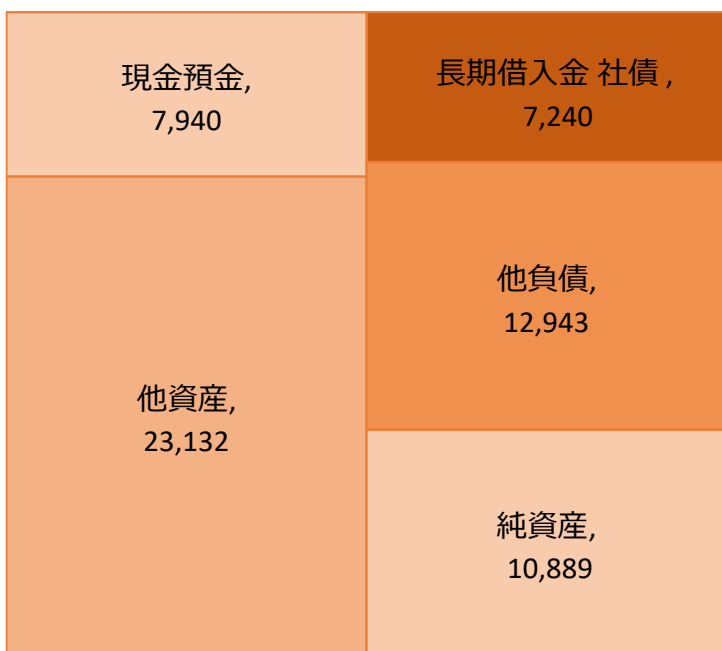 現金預金,
7,940
他資産,
23,132
長期借入金 社債 ,
7,240
他負債,
12,943
純資産,
10,889